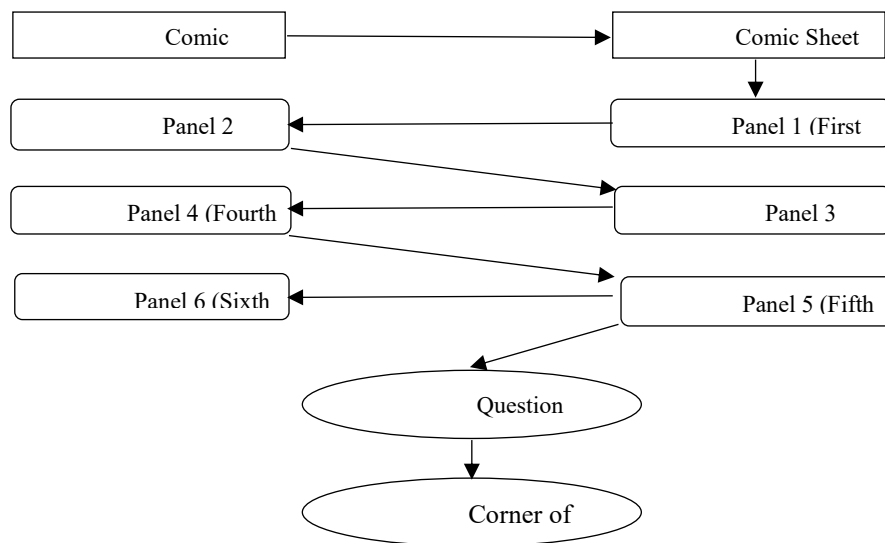 Comic
Comic Sheet
Panel 2
Panel 1 (First
Panel 4 (Fourth
Panel 3
Panel 6 (Sixth
Panel 5 (Fifth
Question
Corner of